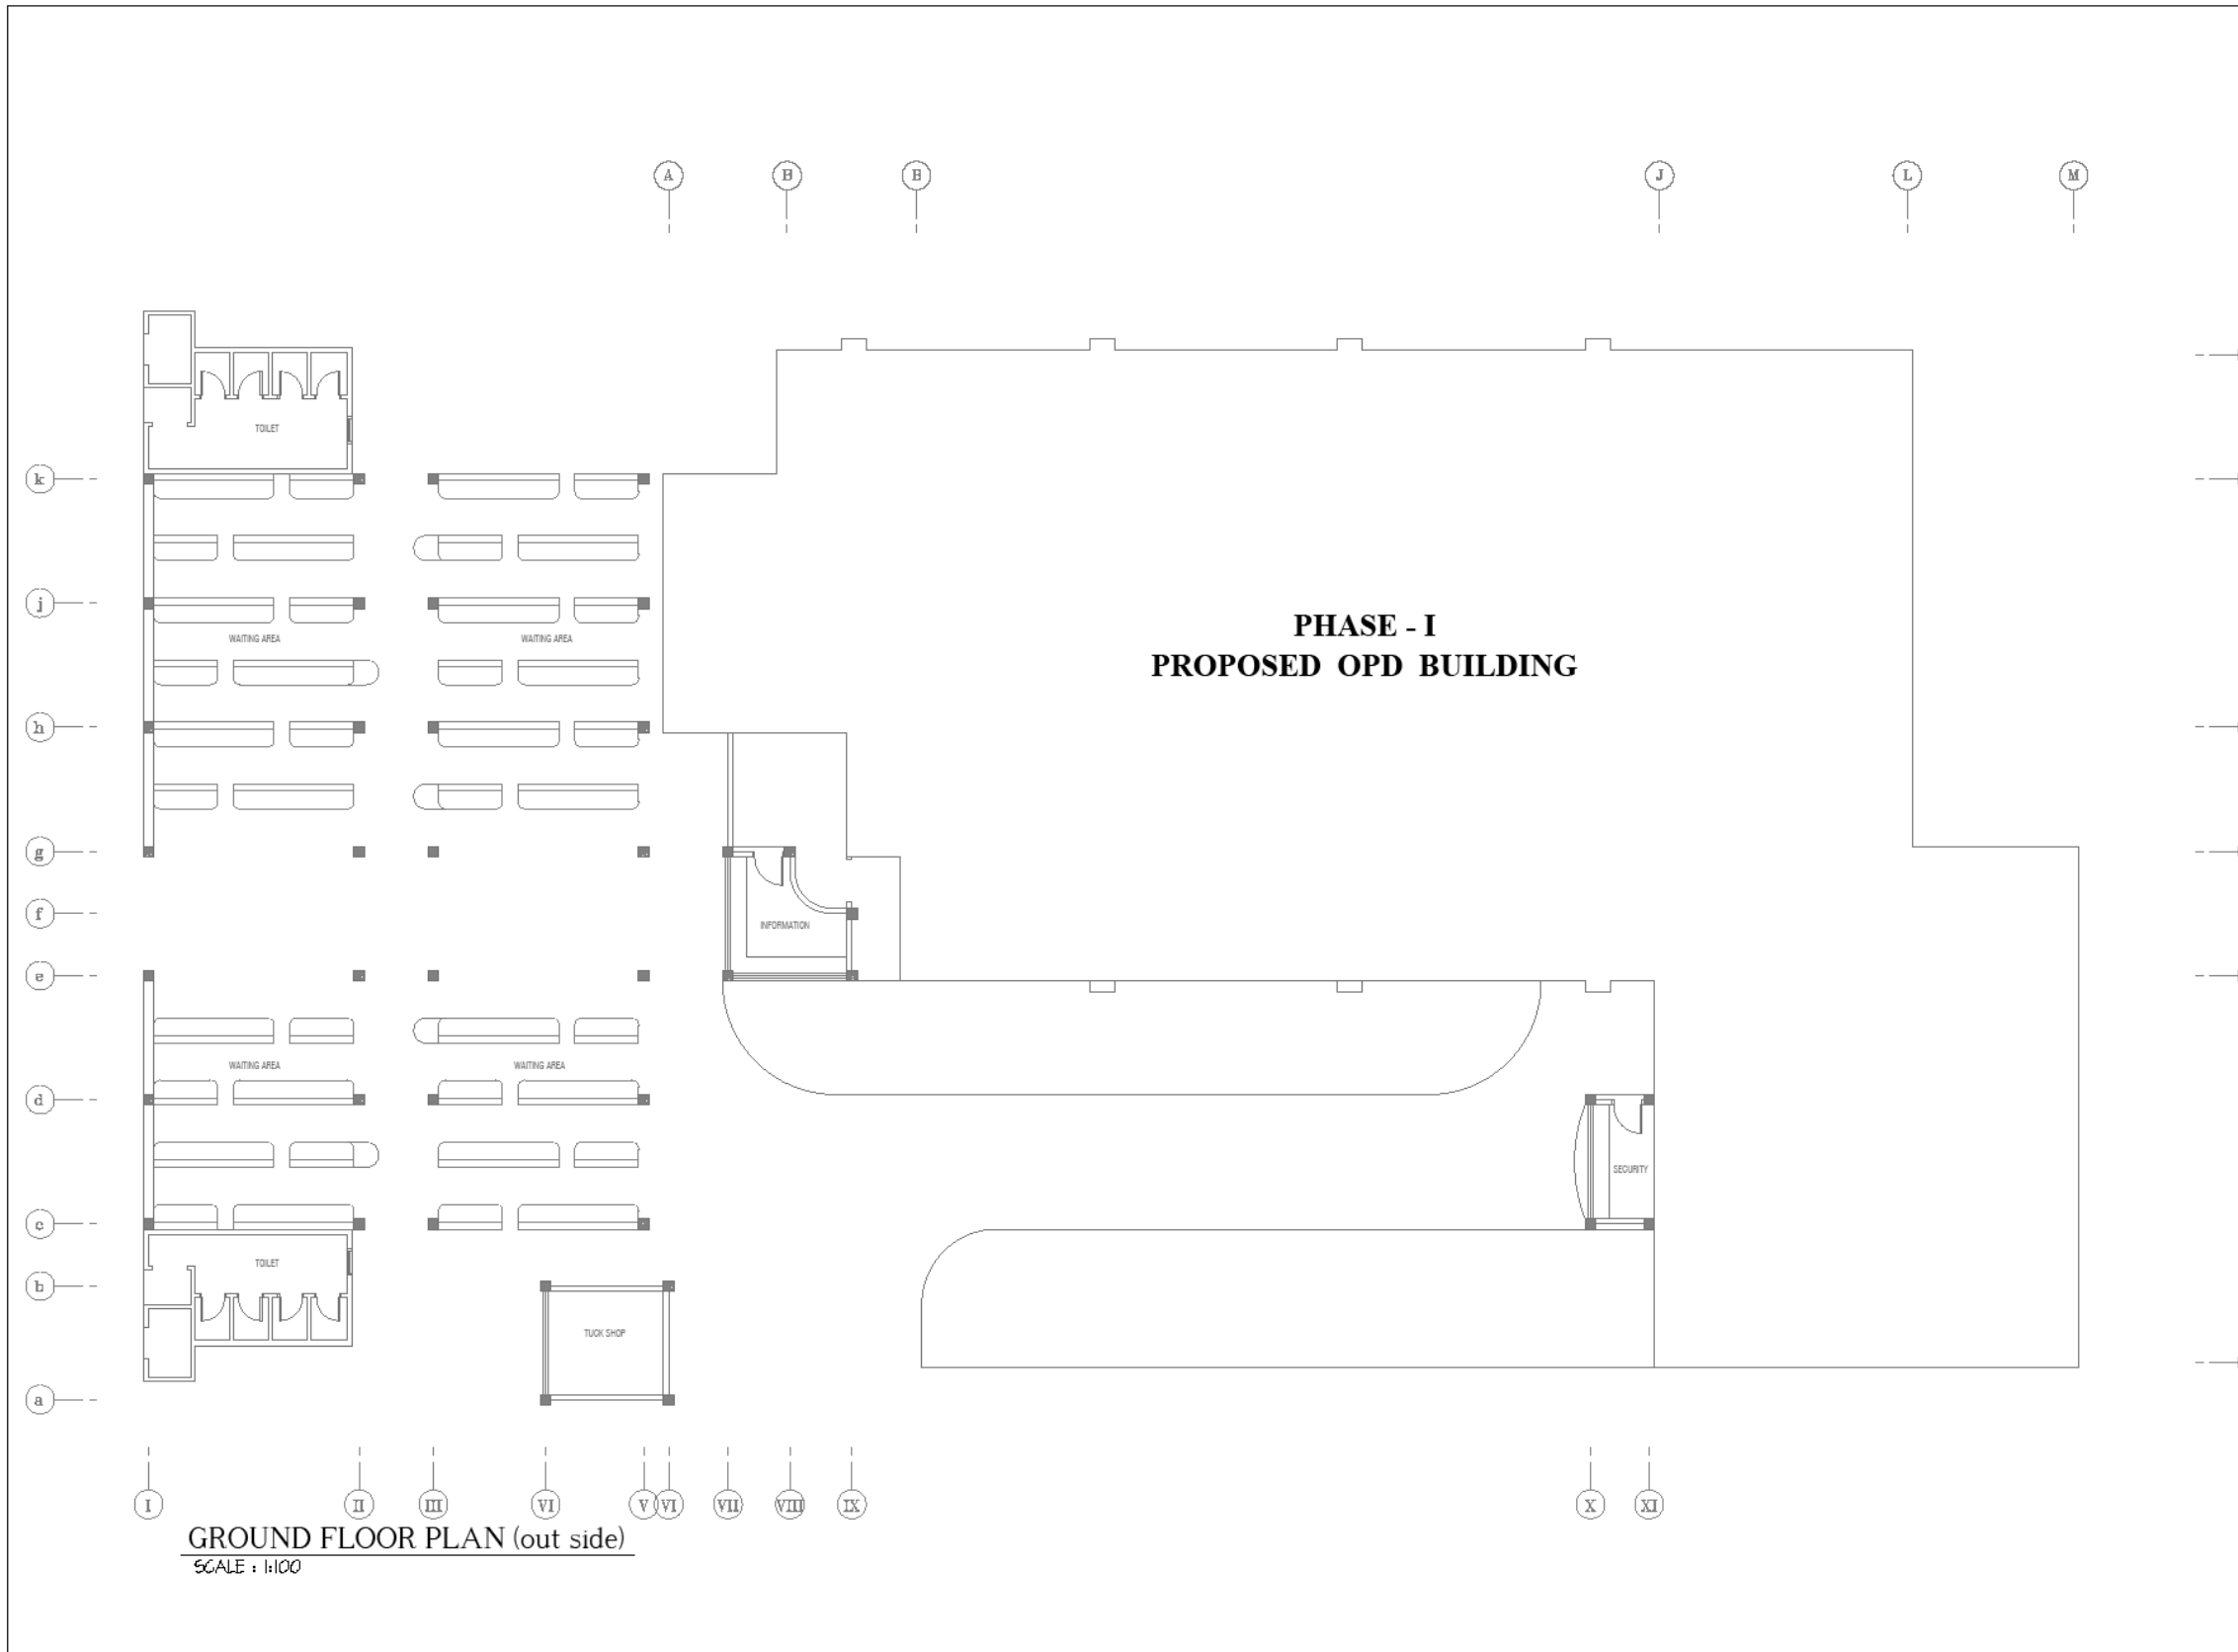 A B E J L M
TOILET
k
j
PHASE - I
WAITING AREA WAITING AREA
PROPOSED OPD BUILDING
h
g
f
INFORMATION
e
WAITING AREA WAITING AREA
d
SECURITY
c
TOILET
b
TUCK SHOP
a
I II III VI V VI VII VIII IX X XI
GROUND FLOOR PLAN (out side)
SCALE : 1:100